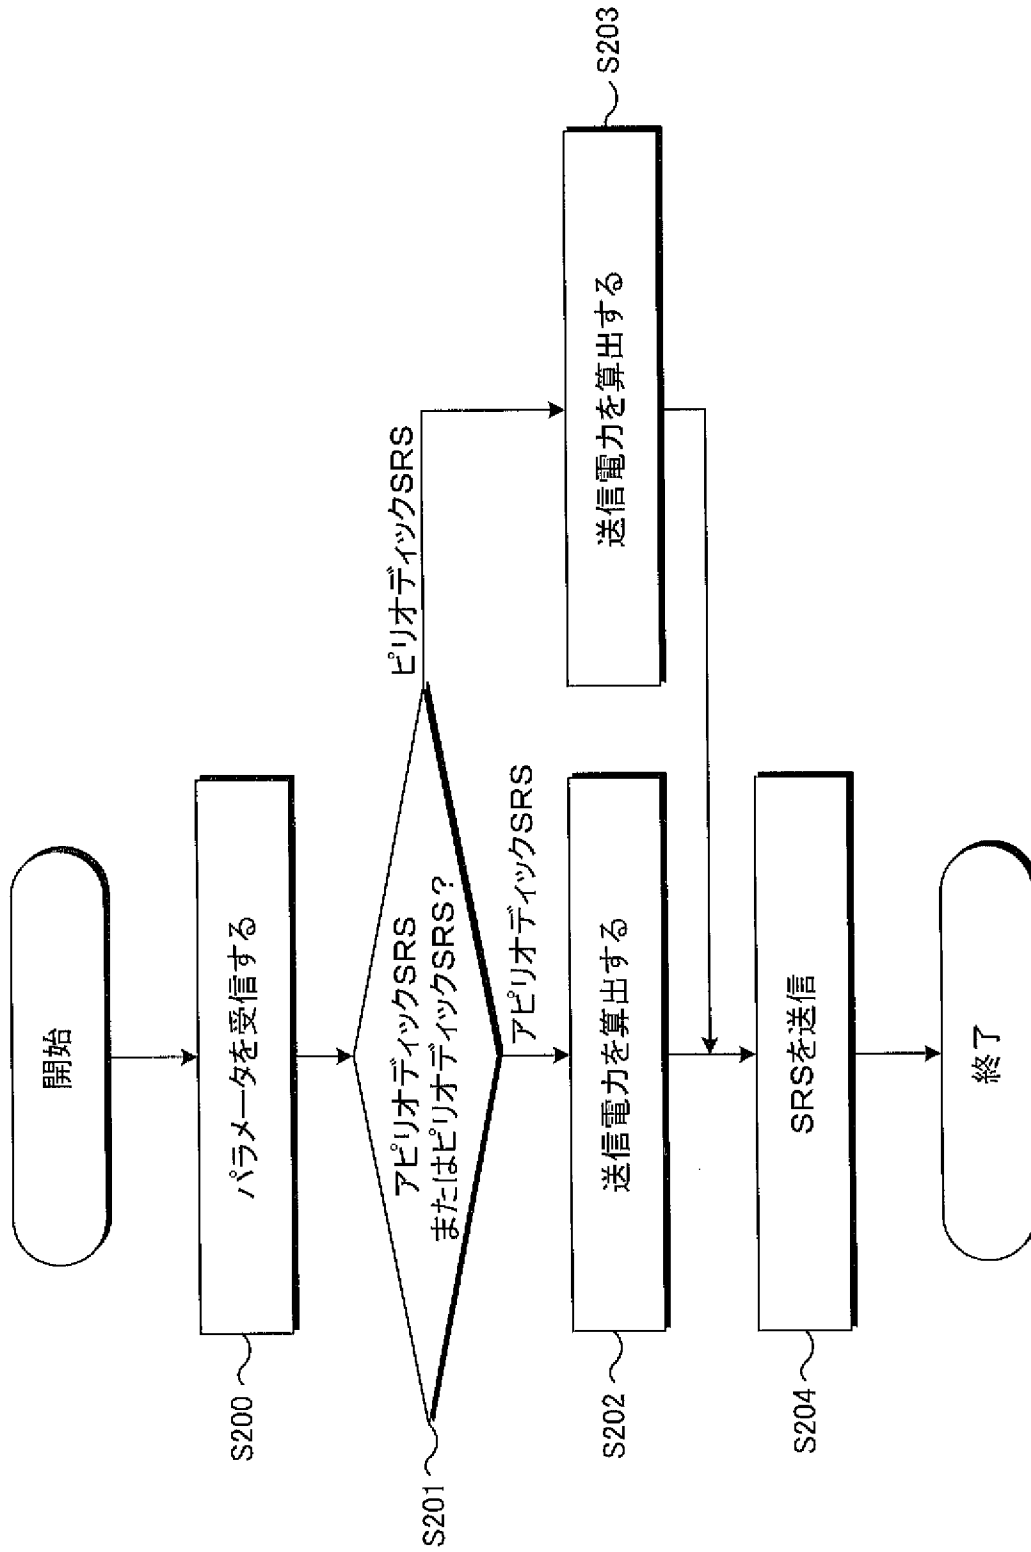 開始
パラメータを受信する
S200
アピリオディックSRS
またはピリオディックSRS?
S201
ピリオディックSRS
アピリオディックSRS
送信電力を算出する
S202
送信電力を算出する
S203
SRSを送信
S204
終了